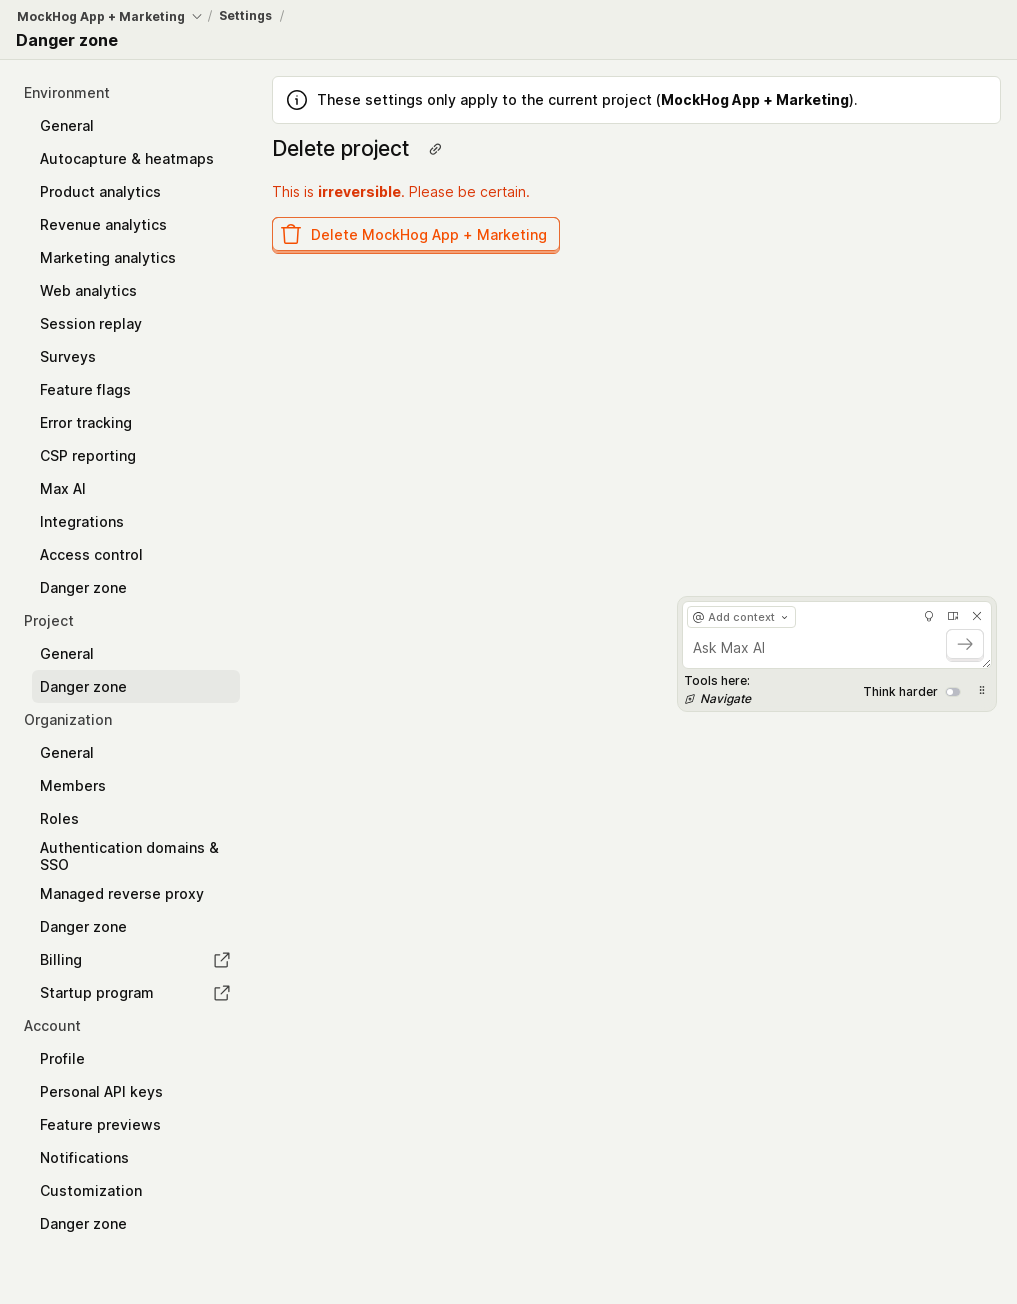 MockHog App + Marketing / Settings /
Danger zone
Environment
General
Autocapture & heatmaps
Product analytics
Revenue analytics
Marketing analytics
Web analytics
Session replay
Surveys
Feature flags
Error tracking
CSP reporting
Max AI
Integrations
Access control
Danger zone
Project
General
Danger zone
Organization
General
Members
Roles
Authentication domains &
SSO
Managed reverse proxy
Danger zone
Billing
Startup program
Account
Profile
Personal API keys
Feature previews
Notifications
Customization
Danger zone
These settings only apply to the current project (MockHog App + Marketing).
Delete project
This is irreversible. Please be certain.
Delete MockHog App + Marketing
@ Add context
Ask Max AI
Tools here:
Navigate
Think harder